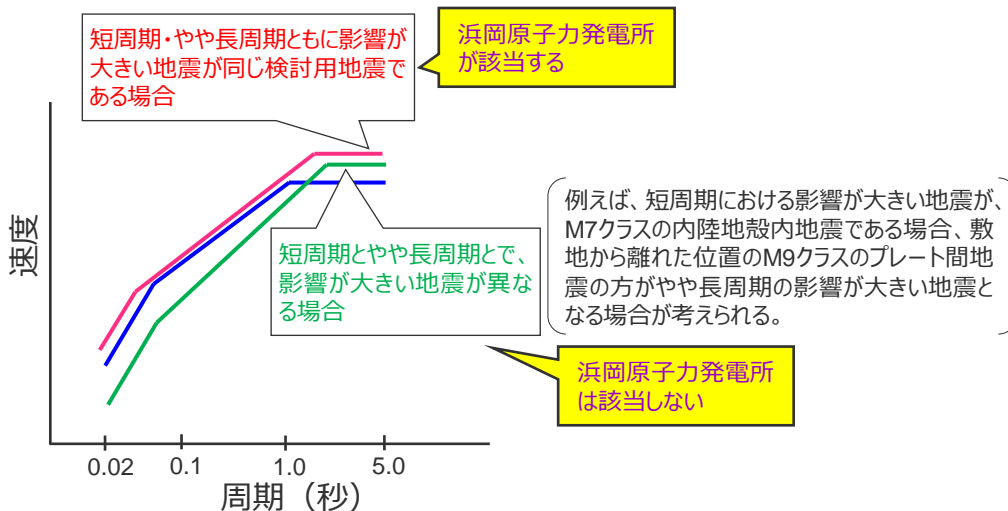 短周期・やや長周期ともに影響が
大きい地震が同じ検討用地震で
ある場合
浜岡原子力発電所
が該当する
速度
短周期とやや長周期とで、
影響が大きい地震が異な
る場合
例えば、短周期における影響が大きい地震が、
M7クラスの内陸地殻内地震である場合、敷
地から離れた位置のM9クラスのプレート間地
震の方がやや長周期の影響が大きい地震と
なる場合が考えられる。
浜岡原子力発電所
は該当しない
0.02 0.1 1.0 5.0
周期（秒）